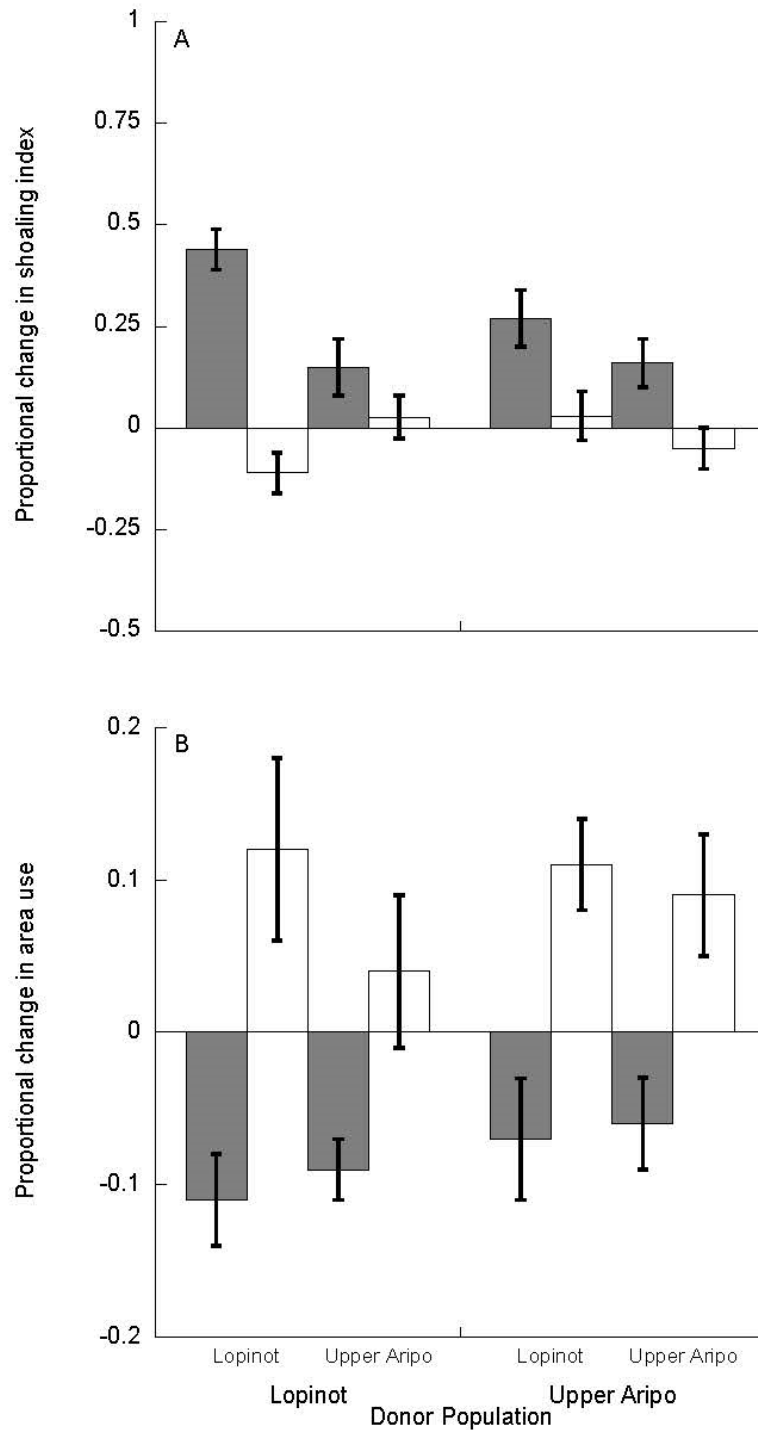 A
1
0.75
0.5
0.25
0
-0.25
-0.5
Proportional change in shoaling index
B
0.2
0.1
0
-0.1
-0.2
Proportional change in area use
Lopinot Upper Aripo Lopinot Upper Aripo
Lopinot Upper Aripo
Donor Population